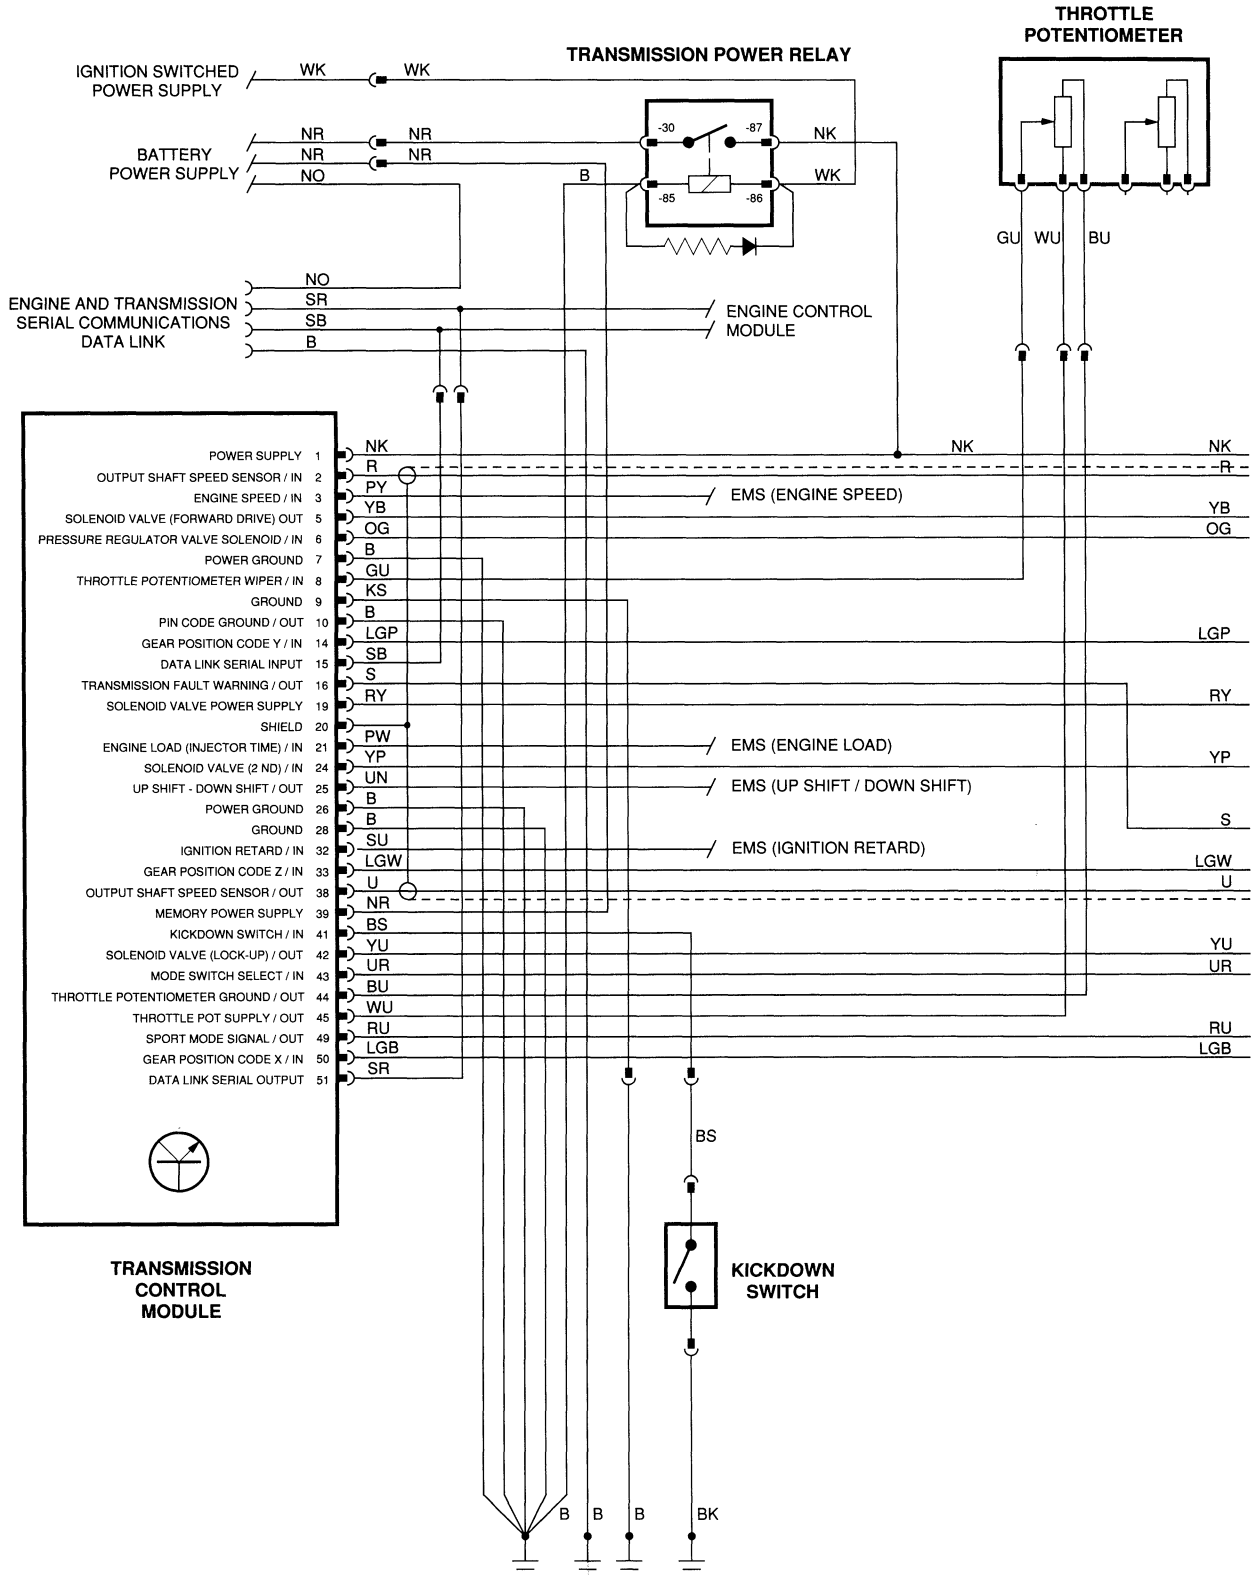 THROTTLE
POTENTIOMETER
TRANSMISSION POWER RELAY
IGNITION SWITCHED
POWER SUPPLY
WK
WK
-30
-87
NK
NR
NR
BATTERY
POWER SUPPLY
NR
NR
NO
B
-85
-86
WK
GU
WU
BU
ENGINE AND TRANSMISSION
SERIAL COMMUNICATIONS
DATA LINK
NO
SR
SB
B
ENGINE CONTROL
MODULE
POWER SUPPLY 1 NK NK NK
OUTPUT SHAFT SPEED SENSOR / IN 2 R R
ENGINE SPEED / IN 3 PY EMS (ENGINE SPEED)
SOLENOID VALVE (FORWARD DRIVE) OUT 5 YB YB
PRESSURE REGULATOR VALVE SOLENOID / IN 6 OG OG
POWER GROUND 7 B
THROTTLE POTENTIOMETER WIPER / IN 8 GU
GROUND 9 KS
PIN CODE GROUND / OUT 10 B
GEAR POSITION CODE Y / IN 14 LGP LGP
DATA LINK SERIAL INPUT 15 SB
TRANSMISSION FAULT WARNING / OUT 16 S
SOLENOID VALVE POWER SUPPLY 19 RY RY
SHIELD 20
ENGINE LOAD (INJECTOR TIME) / IN 21 PW EMS (ENGINE LOAD)
SOLENOID VALVE (2 ND) / IN 24 YP YP
UP SHIFT - DOWN SHIFT / OUT 25 UN EMS (UP SHIFT / DOWN SHIFT)
POWER GROUND 26 B
GROUND 28 B S
IGNITION RETARD / IN 32 SU EMS (IGNITION RETARD)
GEAR POSITION CODE Z / IN 33 LGW LGW
OUTPUT SHAFT SPEED SENSOR / OUT 38 U U
MEMORY POWER SUPPLY 39 NR
KICKDOWN SWITCH / IN 41 BS
SOLENOID VALVE (LOCK-UP) / OUT 42 YU YU
MODE SWITCH SELECT / IN 43 UR UR
THROTTLE POTENTIOMETER GROUND / OUT 44 BU
THROTTLE POT SUPPLY / OUT 45 WU
SPORT MODE SIGNAL / OUT 49 RU RU
GEAR POSITION CODE X / IN 50 LGB LGB
DATA LINK SERIAL OUTPUT 51 SR
BS
TRANSMISSION
CONTROL
MODULE
KICKDOWN
SWITCH
B
B
B
BK